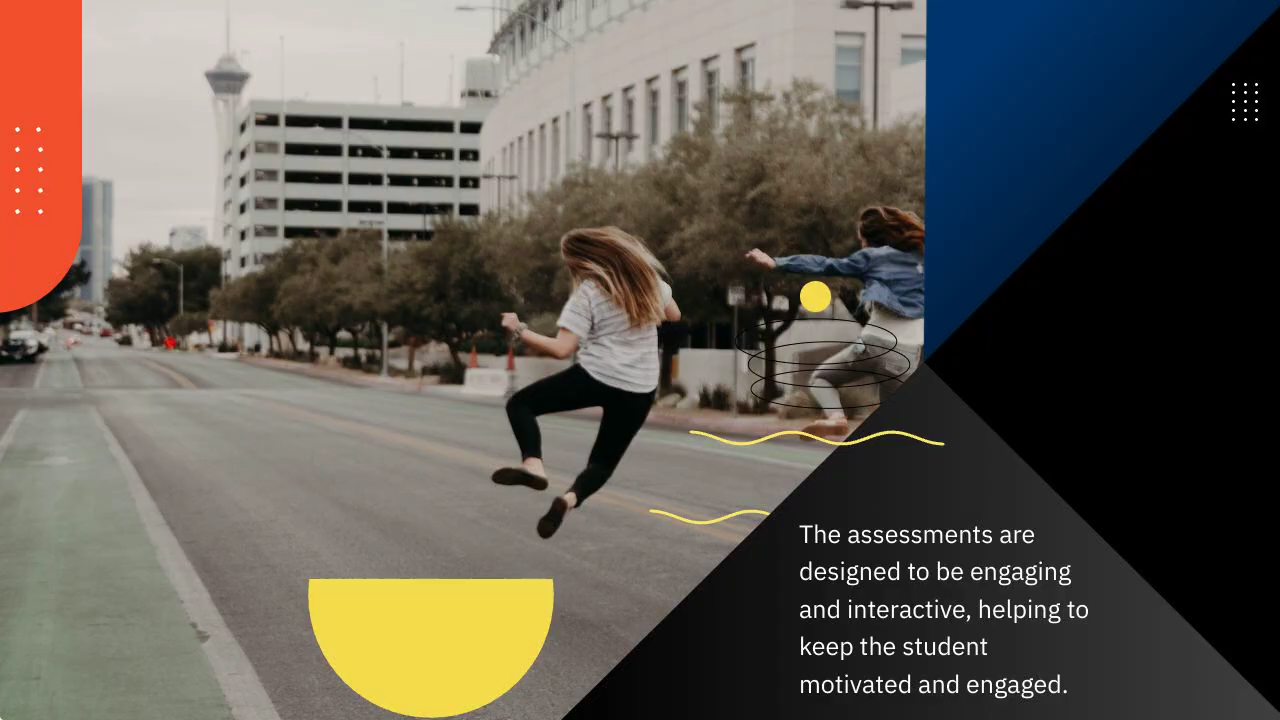 The assessments are
designed to be engaging
and interactive, helping to
keep the student
motivated and engaged.